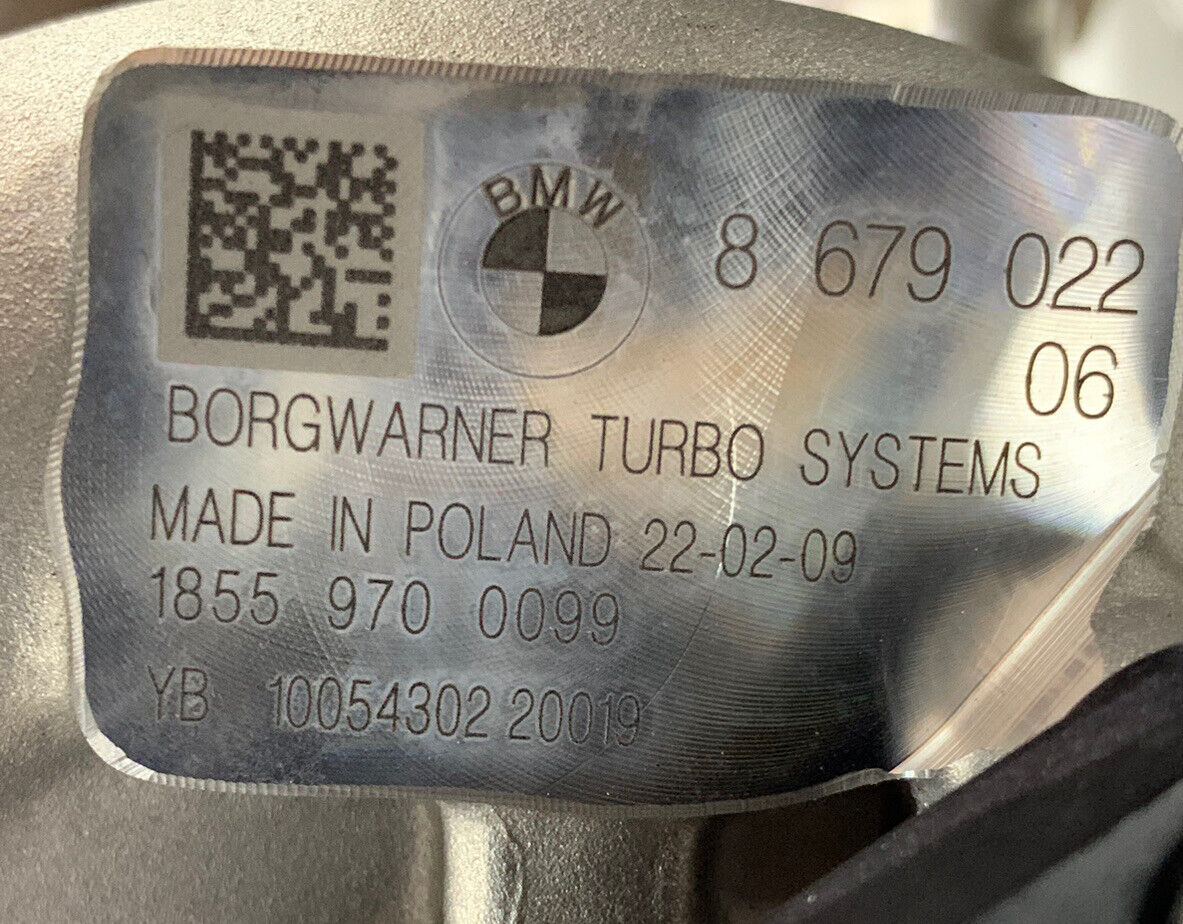 BMW
8 679 022
06
BORGWARNER TURBO SYSTEMS
MADE IN POLAND 22-02-09
1855 970 0099
YB 10054302 20019